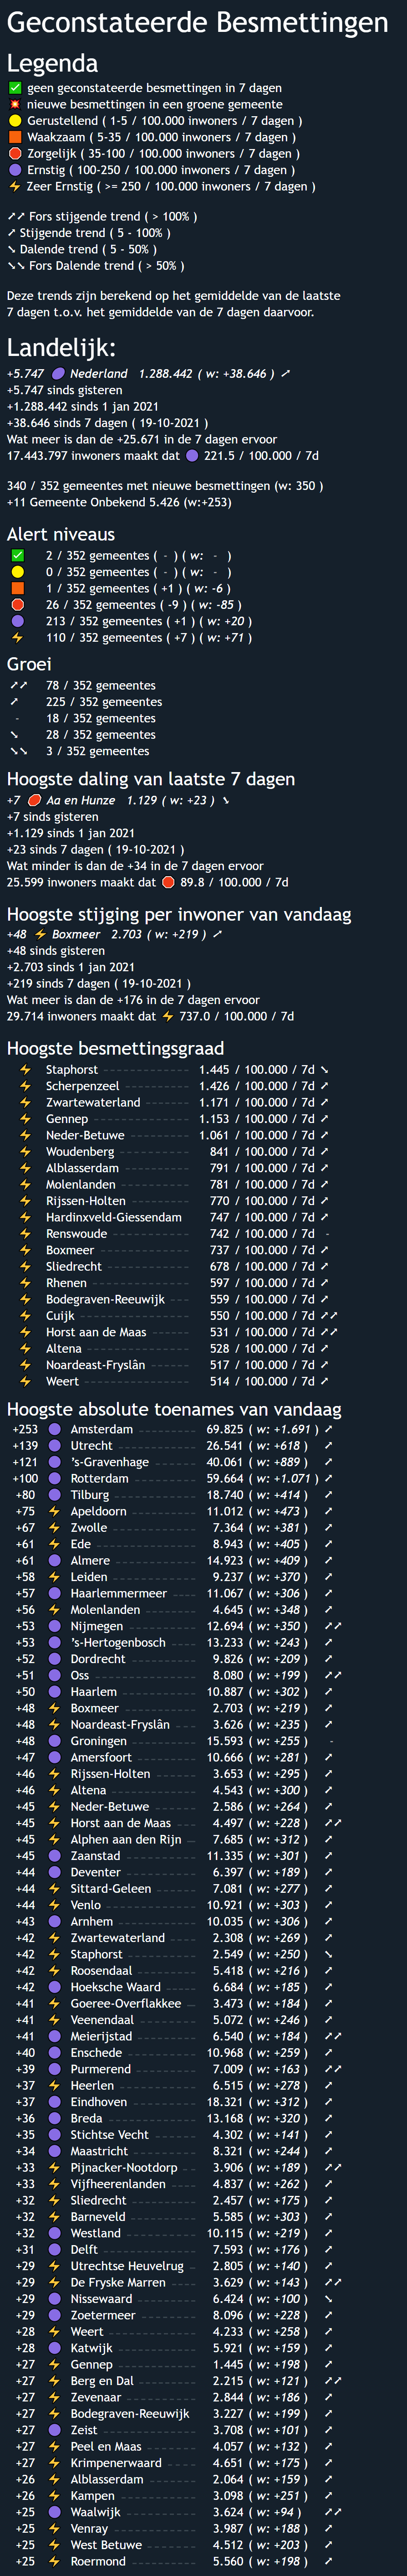 Geconstateerde Besmettingen
Legenda
✅ geen geconstateerde besmettingen in 7 dagen
💥 nieuwe besmettingen in een groene gemeente
🟡 Gerustellend ( 1-5 / 100.000 inwoners / 7 dagen )
🟧 Waakzaam ( 5-35 / 100.000 inwoners / 7 dagen )
🛑 Zorgelijk ( 35-100 / 100.000 inwoners / 7 dagen )
🟣 Ernstig ( 100-250 / 100.000 inwoners / 7 dagen )
⚡ Zeer Ernstig ( >= 250 / 100.000 inwoners / 7 dagen )
↗↗ Fors stijgende trend ( > 100% )
↗ Stijgende trend ( 5 - 100% )
↘ Dalende trend ( 5 - 50% )
↘↘ Fors Dalende trend ( > 50% )
Deze trends zijn berekend op het gemiddelde van de laatste
7 dagen t.o.v. het gemiddelde van de 7 dagen daarvoor.
Landelijk:
+5.747 🟣 Nederland 1.288.442 ( w: +38.646 ) ↗
+5.747 sinds gisteren
+1.288.442 sinds 1 jan 2021
+38.646 sinds 7 dagen ( 19-10-2021 )
Wat meer is dan de +25.671 in de 7 dagen ervoor
17.443.797 inwoners maakt dat 🟣 221.5 / 100.000 / 7d
340 / 352 gemeentes met nieuwe besmettingen (w: 350 )
+11 Gemeente Onbekend 5.426 (w:+253)
Alert niveaus
✅ 2 / 352 gemeentes ( - ) ( w: - )
🟡 0 / 352 gemeentes ( - ) ( w: - )
🟧 1 / 352 gemeentes ( +1 ) ( w: -6 )
🛑 26 / 352 gemeentes ( -9 ) ( w: -85 )
🟣 213 / 352 gemeentes ( +1 ) ( w: +20 )
⚡ 110 / 352 gemeentes ( +7 ) ( w: +71 )
Groei
↗↗ 78 / 352 gemeentes
↗ 225 / 352 gemeentes
- 18 / 352 gemeentes
↘ 28 / 352 gemeentes
↘↘ 3 / 352 gemeentes
Hoogste daling van laatste 7 dagen
+7 🛑 Aa en Hunze 1.129 ( w: +23 ) ↘
+7 sinds gisteren
+1.129 sinds 1 jan 2021
+23 sinds 7 dagen ( 19-10-2021 )
Wat minder is dan de +34 in de 7 dagen ervoor
25.599 inwoners maakt dat 🛑 89.8 / 100.000 / 7d
Hoogste stijging per inwoner van vandaag
+48 ⚡ Boxmeer 2.703 ( w: +219 ) ↗
+48 sinds gisteren
+2.703 sinds 1 jan 2021
+219 sinds 7 dagen ( 19-10-2021 )
Wat meer is dan de +176 in de 7 dagen ervoor
29.714 inwoners maakt dat ⚡ 737.0 / 100.000 / 7d
Hoogste besmettingsgraad
⚡ Staphorst 1.445 / 100.000 / 7d ↘
⚡ Scherpenzeel 1.426 / 100.000 / 7d ↗
⚡ Zwartewaterland 1.171 / 100.000 / 7d ↗
⚡ Gennep 1.153 / 100.000 / 7d ↗
⚡ Neder-Betuwe 1.061 / 100.000 / 7d ↗
⚡ Woudenberg 841 / 100.000 / 7d ↗
⚡ Alblasserdam 791 / 100.000 / 7d ↗
⚡ Molenlanden 781 / 100.000 / 7d ↗
⚡ Rijssen-Holten 770 / 100.000 / 7d ↗
⚡ Hardinxveld-Giessendam 747 / 100.000 / 7d ↗
⚡ Renswoude 742 / 100.000 / 7d -
⚡ Boxmeer 737 / 100.000 / 7d ↗
⚡ Sliedrecht 678 / 100.000 / 7d ↗
⚡ Rhenen 597 / 100.000 / 7d ↗
⚡ Bodegraven-Reeuwijk 559 / 100.000 / 7d ↗
⚡ Cuijk 550 / 100.000 / 7d ↗↗
⚡ Horst aan de Maas 531 / 100.000 / 7d ↗↗
⚡ Altena 528 / 100.000 / 7d ↗
⚡ Noardeast-Fryslân 517 / 100.000 / 7d ↗
⚡ Weert 514 / 100.000 / 7d ↗
Hoogste absolute toenames van vandaag
+253 🟣 Amsterdam 69.825 ( w: +1.691 ) ↗
+139 🟣 Utrecht 26.541 ( w: +618 ) ↗
+121 🟣 's-Gravenhage 40.061 ( w: +889 ) ↗
+100 🟣 Rotterdam 59.664 ( w: +1.071 ) ↗
+80 🟣 Tilburg 18.740 ( w: +414 ) ↗
+75 ⚡ Apeldoorn 11.012 ( w: +473 ) ↗
+67 ⚡ Zwolle 7.364 ( w: +381 ) ↗
+61 ⚡ Ede 8.943 ( w: +405 ) ↗
+61 🟣 Almere 14.923 ( w: +409 ) ↗
+58 ⚡ Leiden 9.237 ( w: +370 ) ↗
+57 🟣 Haarlemmermeer 11.067 ( w: +306 ) ↗
+56 ⚡ Molenlanden 4.645 ( w: +348 ) ↗
+53 🟣 Nijmegen 12.694 ( w: +350 ) ↗↗
+53 🟣 's-Hertogenbosch 13.233 ( w: +243 ) ↗
+52 🟣 Dordrecht 9.826 ( w: +209 ) ↗
+51 🟣 Oss 8.080 ( w: +199 ) ↗↗
+50 🟣 Haarlem 10.887 ( w: +302 ) ↗
+48 ⚡ Boxmeer 2.703 ( w: +219 ) ↗
+48 ⚡ Noardeast-Fryslân 3.626 ( w: +235 ) ↗
+48 🟣 Groningen 15.593 ( w: +255 ) -
+47 🟣 Amersfoort 10.666 ( w: +281 ) ↗
+46 ⚡ Rijssen-Holten 3.653 ( w: +295 ) ↗
+46 ⚡ Altena 4.543 ( w: +300 ) ↗
+45 ⚡ Neder-Betuwe 2.586 ( w: +264 ) ↗
+45 ⚡ Horst aan de Maas 4.497 ( w: +228 ) ↗↗
+45 ⚡ Alphen aan den Rijn 7.685 ( w: +312 ) ↗
+45 🟣 Zaanstad 11.335 ( w: +301 ) ↗
+44 🟣 Deventer 6.397 ( w: +189 ) ↗
+44 ⚡ Sittard-Geleen 7.081 ( w: +277 ) ↗
+44 ⚡ Venlo 10.921 ( w: +303 ) ↗
+43 🟣 Arnhem 10.035 ( w: +306 ) ↗
+42 ⚡ Zwartewaterland 2.308 ( w: +269 ) ↗
+42 ⚡ Staphorst 2.549 ( w: +250 ) ↘
+42 ⚡ Roosendaal 5.418 ( w: +216 ) ↗
+42 🟣 Hoeksche Waard 6.684 ( w: +185 ) ↗
+41 ⚡ Goeree-Overflakkee 3.473 ( w: +184 ) ↗
+41 ⚡ Veenendaal 5.072 ( w: +246 ) ↗
+41 🟣 Meierijstad 6.540 ( w: +184 ) ↗↗
+40 🟣 Enschede 10.968 ( w: +259 ) ↗
+39 🟣 Purmerend 7.009 ( w: +163 ) ↗↗
+37 ⚡ Heerlen 6.515 ( w: +278 ) ↗
+37 🟣 Eindhoven 18.321 ( w: +312 ) ↗
+36 🟣 Breda 13.168 ( w: +320 ) ↗
+35 🟣 Stichtse Vecht 4.302 ( w: +141 ) ↗
+34 🟣 Maastricht 8.321 ( w: +244 ) ↗
+33 ⚡ Pijnacker-Nootdorp 3.906 ( w: +189 ) ↗↗
+33 ⚡ Vijfheerenlanden 4.837 ( w: +262 ) ↗
+32 ⚡ Sliedrecht 2.457 ( w: +175 ) ↗
+32 ⚡ Barneveld 5.585 ( w: +303 ) ↗
+32 🟣 Westland 10.115 ( w: +219 ) ↗
+31 🟣 Delft 7.593 ( w: +176 ) ↗
+29 ⚡ Utrechtse Heuvelrug 2.805 ( w: +140 ) ↗
+29 ⚡ De Fryske Marren 3.629 ( w: +143 ) ↗↗
+29 🟣 Nissewaard 6.424 ( w: +100 ) ↘
+29 🟣 Zoetermeer 8.096 ( w: +228 ) ↗
+28 ⚡ Weert 4.233 ( w: +258 ) ↗
+28 🟣 Katwijk 5.921 ( w: +159 ) ↗
+27 ⚡ Gennep 1.445 ( w: +198 ) ↗
+27 ⚡ Berg en Dal 2.215 ( w: +121 ) ↗↗
+27 ⚡ Zevenaar 2.844 ( w: +186 ) ↗
+27 ⚡ Bodegraven-Reeuwijk 3.227 ( w: +199 ) ↗
+27 🟣 Zeist 3.708 ( w: +101 ) ↗
+27 ⚡ Peel en Maas 4.057 ( w: +132 ) ↗
+27 ⚡ Krimpenerwaard 4.651 ( w: +175 ) ↗
+26 ⚡ Alblasserdam 2.064 ( w: +159 ) ↗
+26 ⚡ Kampen 3.098 ( w: +251 ) ↗
+25 🟣 Waalwijk 3.624 ( w: +94 ) ↗↗
+25 ⚡ Venray 3.987 ( w: +188 ) ↗
+25 ⚡ West Betuwe 4.512 ( w: +203 ) ↗
+25 ⚡ Roermond 5.560 ( w: +198 ) ↗